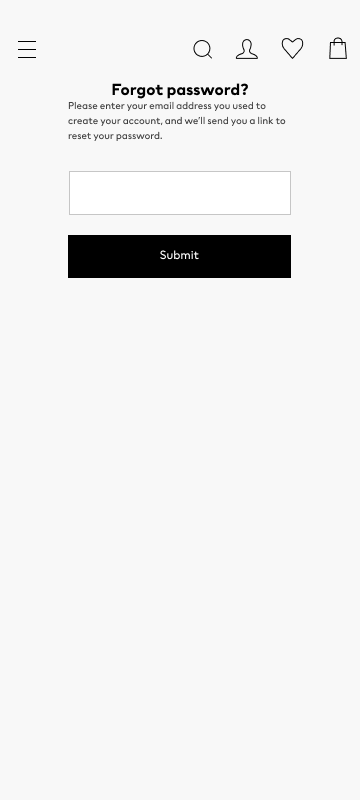 Forgot password?
Please enter your email address you used to
create your account, and we'll send you a link to
reset your password.
Submit